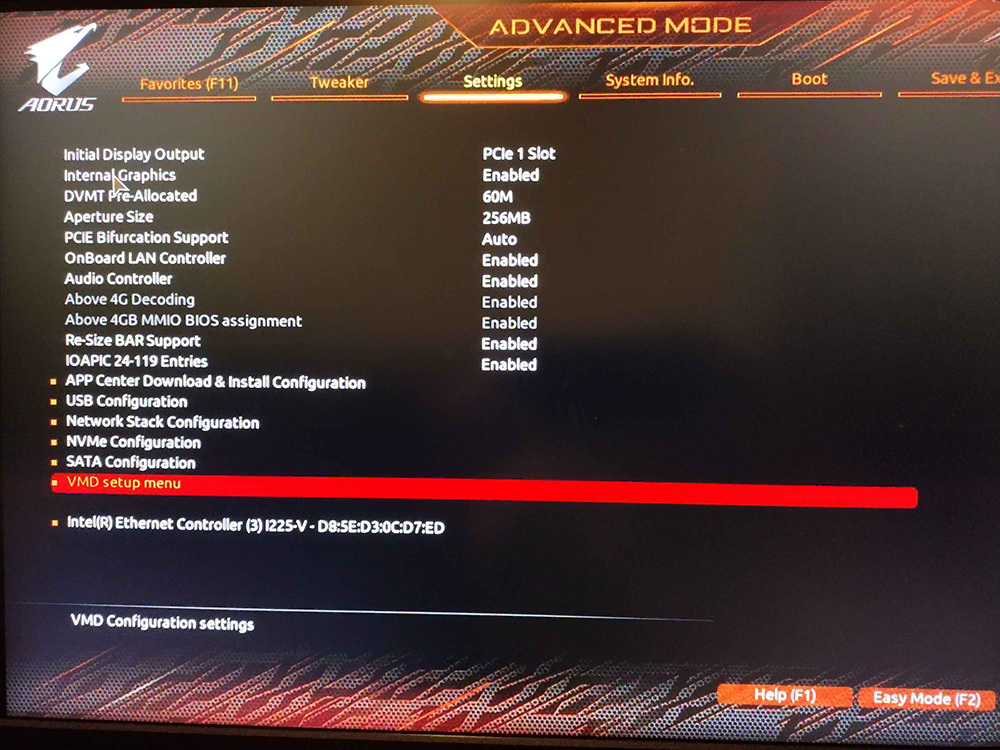 ADVANCED MODE
AORUS
Favorites (F11) Tweaker Settings System Info. Boot Save & Ex
Initial Display Output PCIe 1 Slot
Internal Graphics Enabled
DVMT Pre-Allocated 60M
Aperture Size 256MB
PCIE Bifurcation Support Auto
OnBoard LAN Controller Enabled
Audio Controller Enabled
Above 4G Decoding Enabled
Above 4GB MMIO BIOS assignment Enabled
Re-Size BAR Support Enabled
IOAPIC 24-119 Entries Enabled
APP Center Download & Install Configuration
USB Configuration
Network Stack Configuration
NVMe Configuration
SATA Configuration
VMD setup menu
Intel(R) Ethernet Controller (3) I225-V - D8:5E:D3:0C:D7:ED
VMD Configuration settings
Help (F1) Easy Mode (F2)